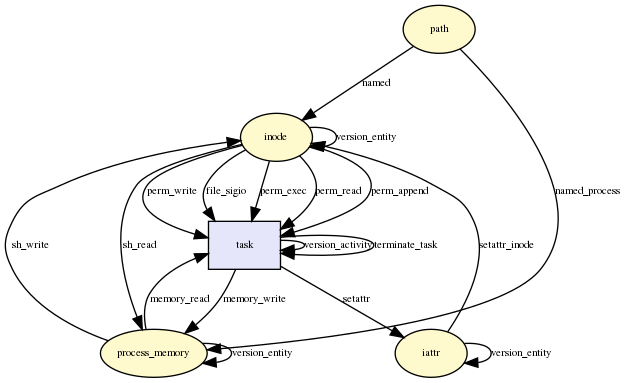 path
named
inode
version_entity
perm_write
file_sigio
perm_exec
perm_read
perm_append
named_process
sh_write
sh_read
task
version_activity
terminate_task
setattr_inode
memory_read
memory_write
setattr
process_memory
version_entity
iattr
version_entity